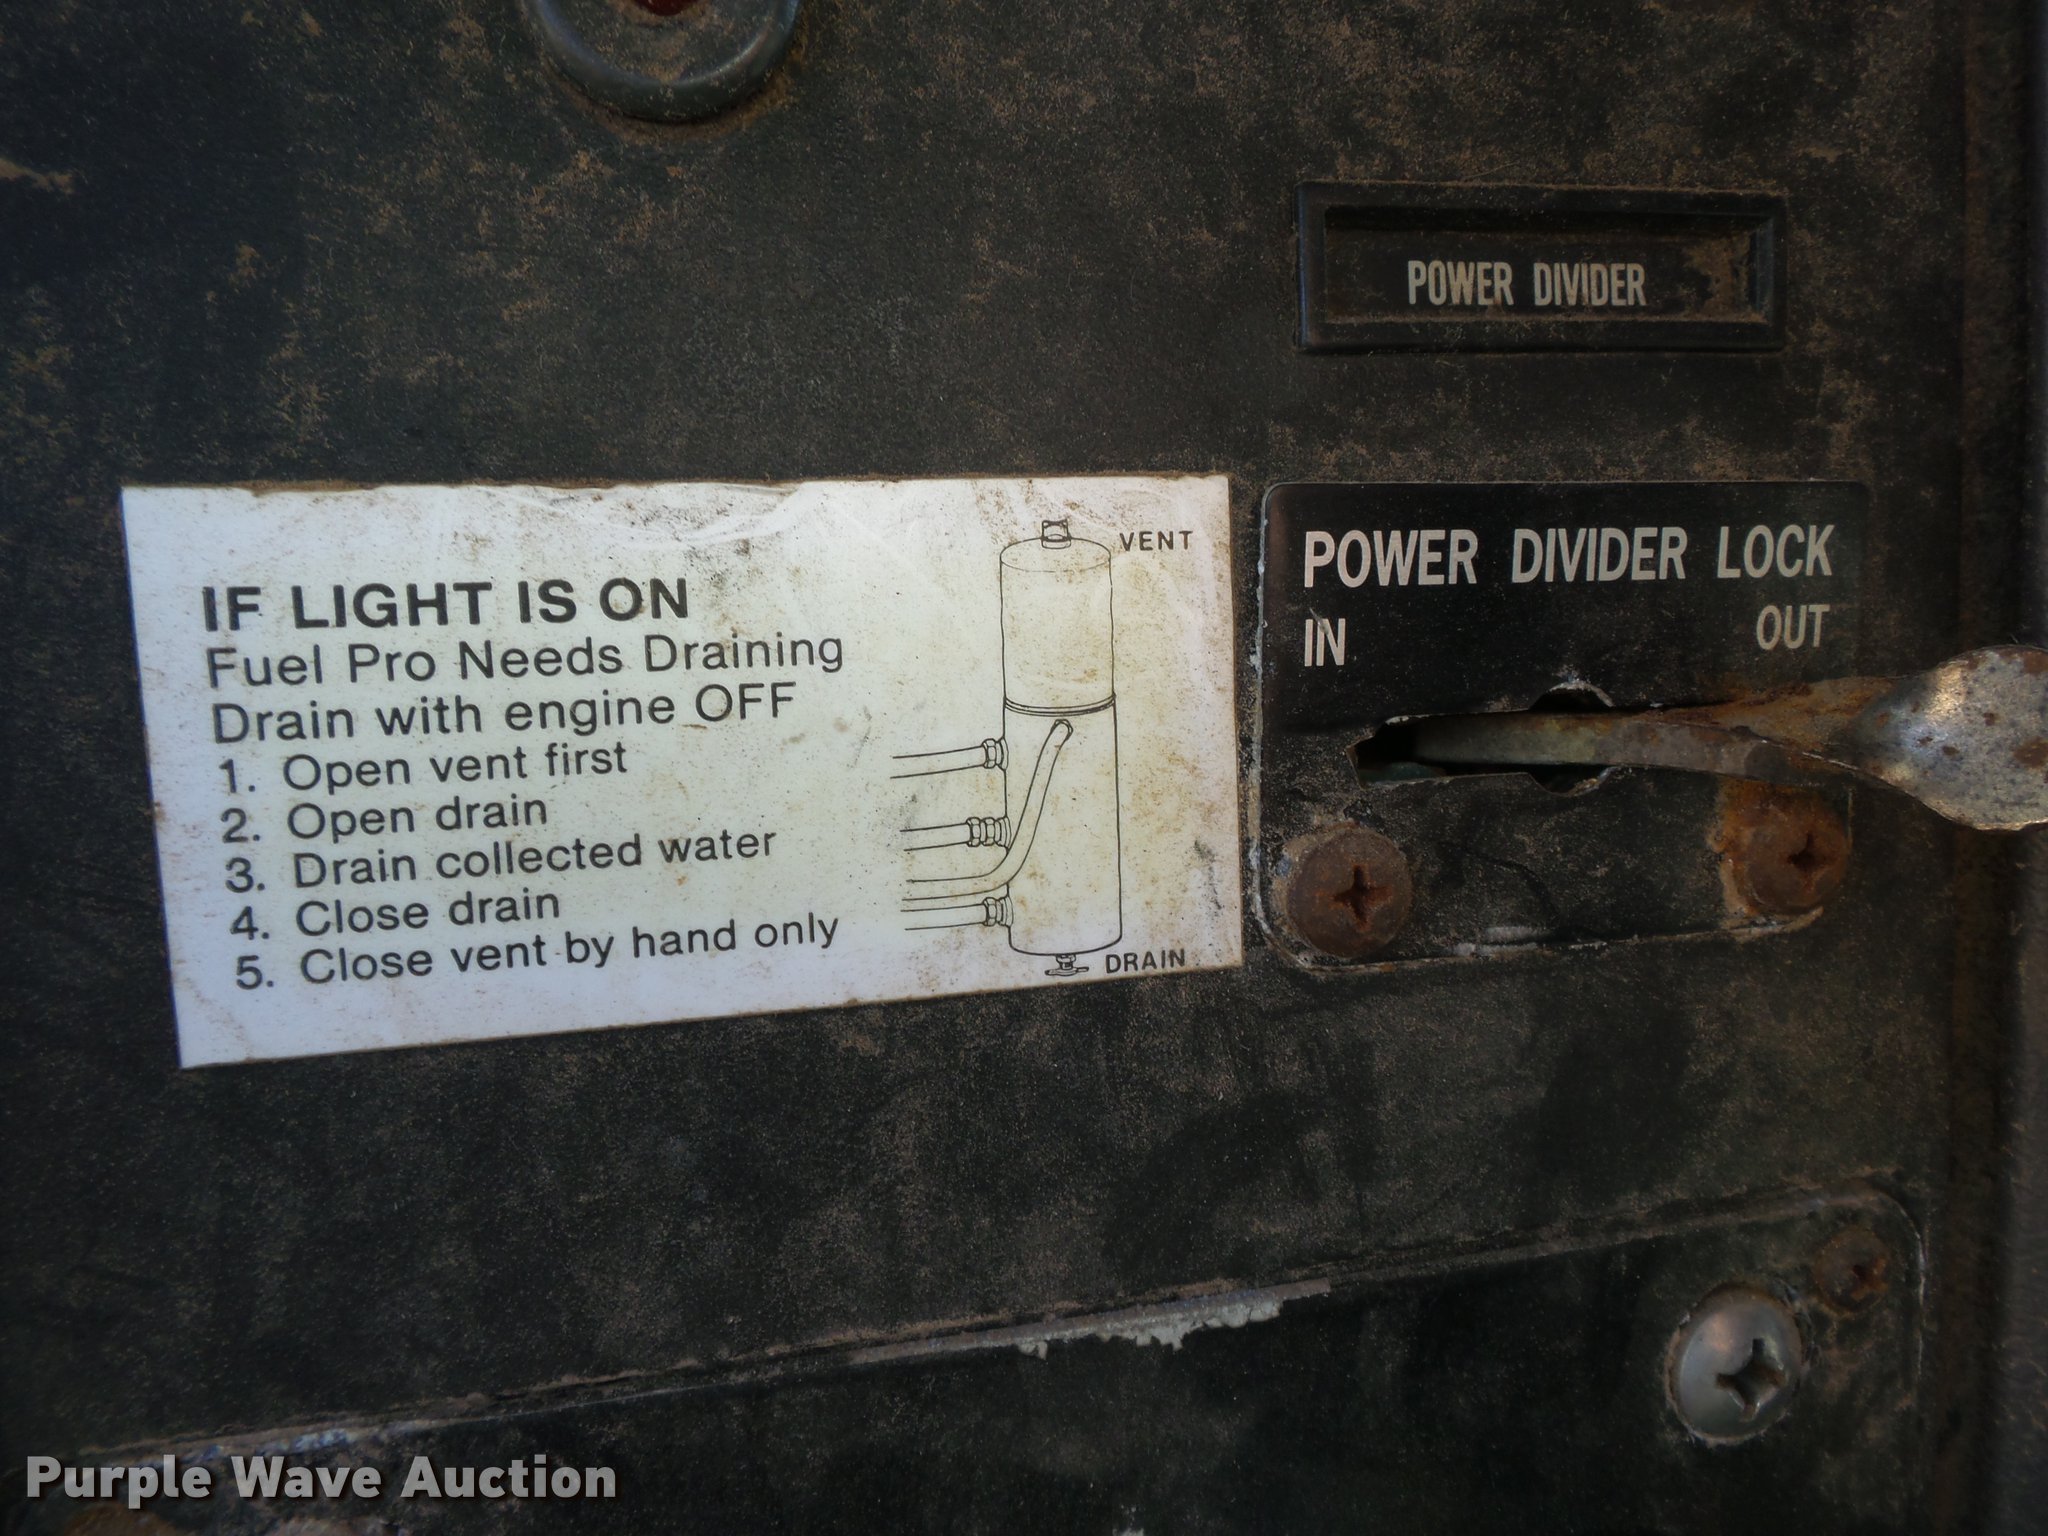 POWER DIVIDER
IF LIGHT IS ON
Fuel Pro Needs Draining
Drain with engine OFF
1. Open vent first
2. Open drain
3. Drain collected water
4. Close drain
5. Close vent by hand only
VENT
DRAIN
POWER DIVIDER LOCK
IN OUT
Purple Wave Auction